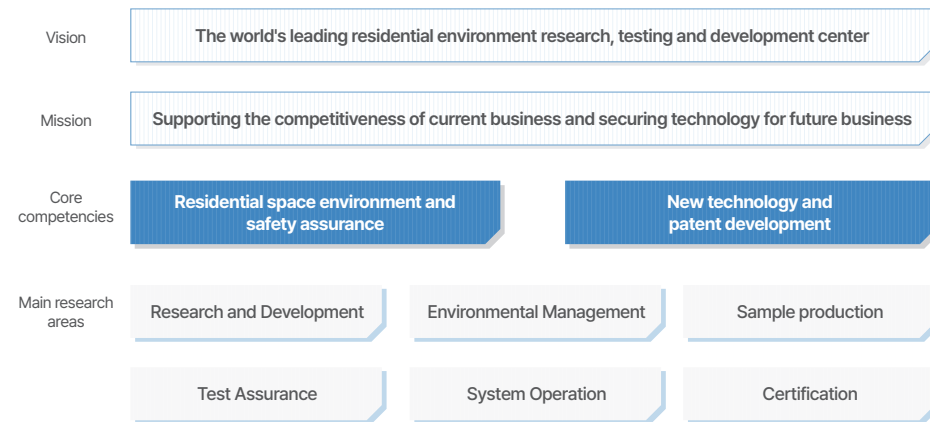 Vision
The world's leading residential environment research, testing and development center
Mission
Supporting the competitiveness of current business and securing technology for future business
Core
competencies
Residential space environment and
safety assurance
New technology and
patent development
Main research
areas
Research and Development
Environmental Management
Sample production
Test Assurance
System Operation
Certification